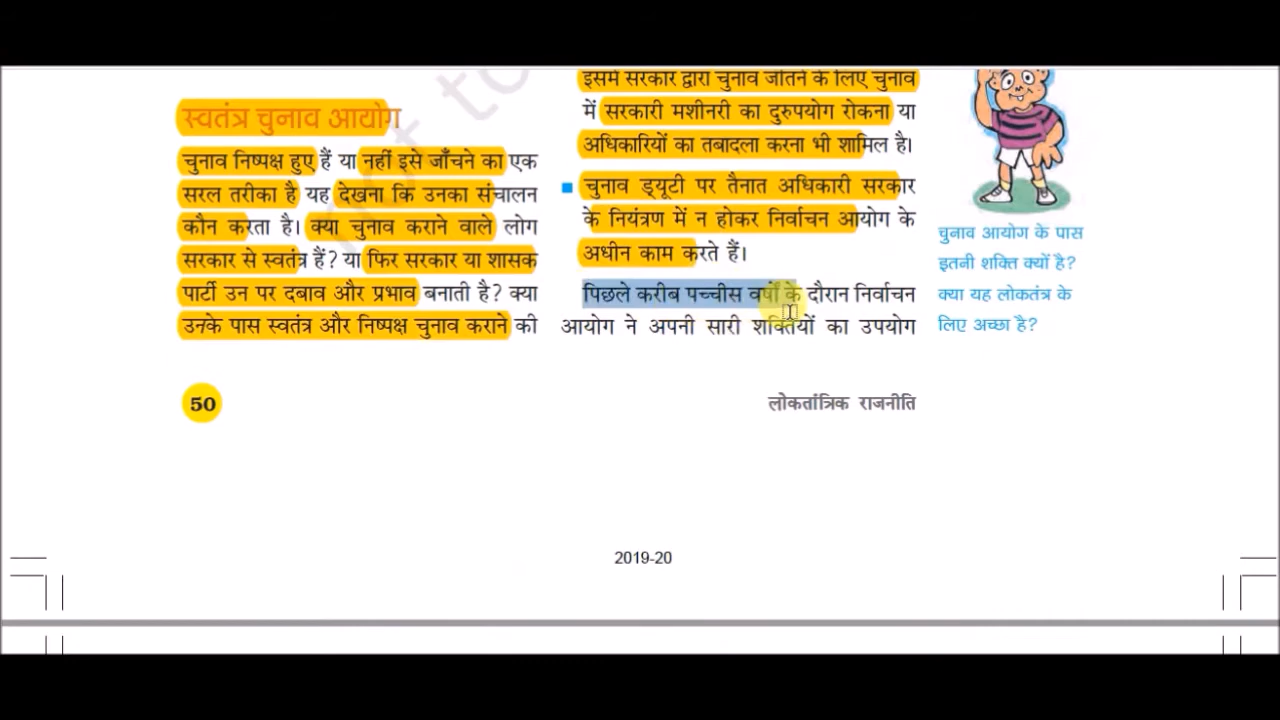 स्वतंत्र चुनाव आयोग
चुनाव निष्पक्ष हुए हैं या नहीं इसे जाँचने का एक
सरल तरीका है यह देखना कि उनका संचालन
कौन करता है। क्या चुनाव कराने वाले लोग
सरकार से स्वतंत्र हैं? या फिर सरकार या शासक
पार्टी उन पर दबाव और प्रभाव बनाती है? क्या
उनके पास स्वतंत्र और निष्पक्ष चुनाव कराने की
इसमें सरकार द्वारा चुनाव जीतने के लिए चुनाव
में सरकारी मशीनरी का दुरुपयोग रोकना या
अधिकारियों का तबादला करना भी शामिल है।
■ चुनाव ड्यूटी पर तैनात अधिकारी सरकार
के नियंत्रण में न होकर निर्वाचन आयोग के
अधीन काम करते हैं।
पिछले करीब पच्चीस वर्षों के दौरान निर्वाचन
आयोग ने अपनी सारी शक्तियों का उपयोग
चुनाव आयोग के पास
इतनी शक्ति क्यों है?
क्या यह लोकतंत्र के
लिए अच्छा है?
50
लोकतांत्रिक राजनीति
2019-20
not to